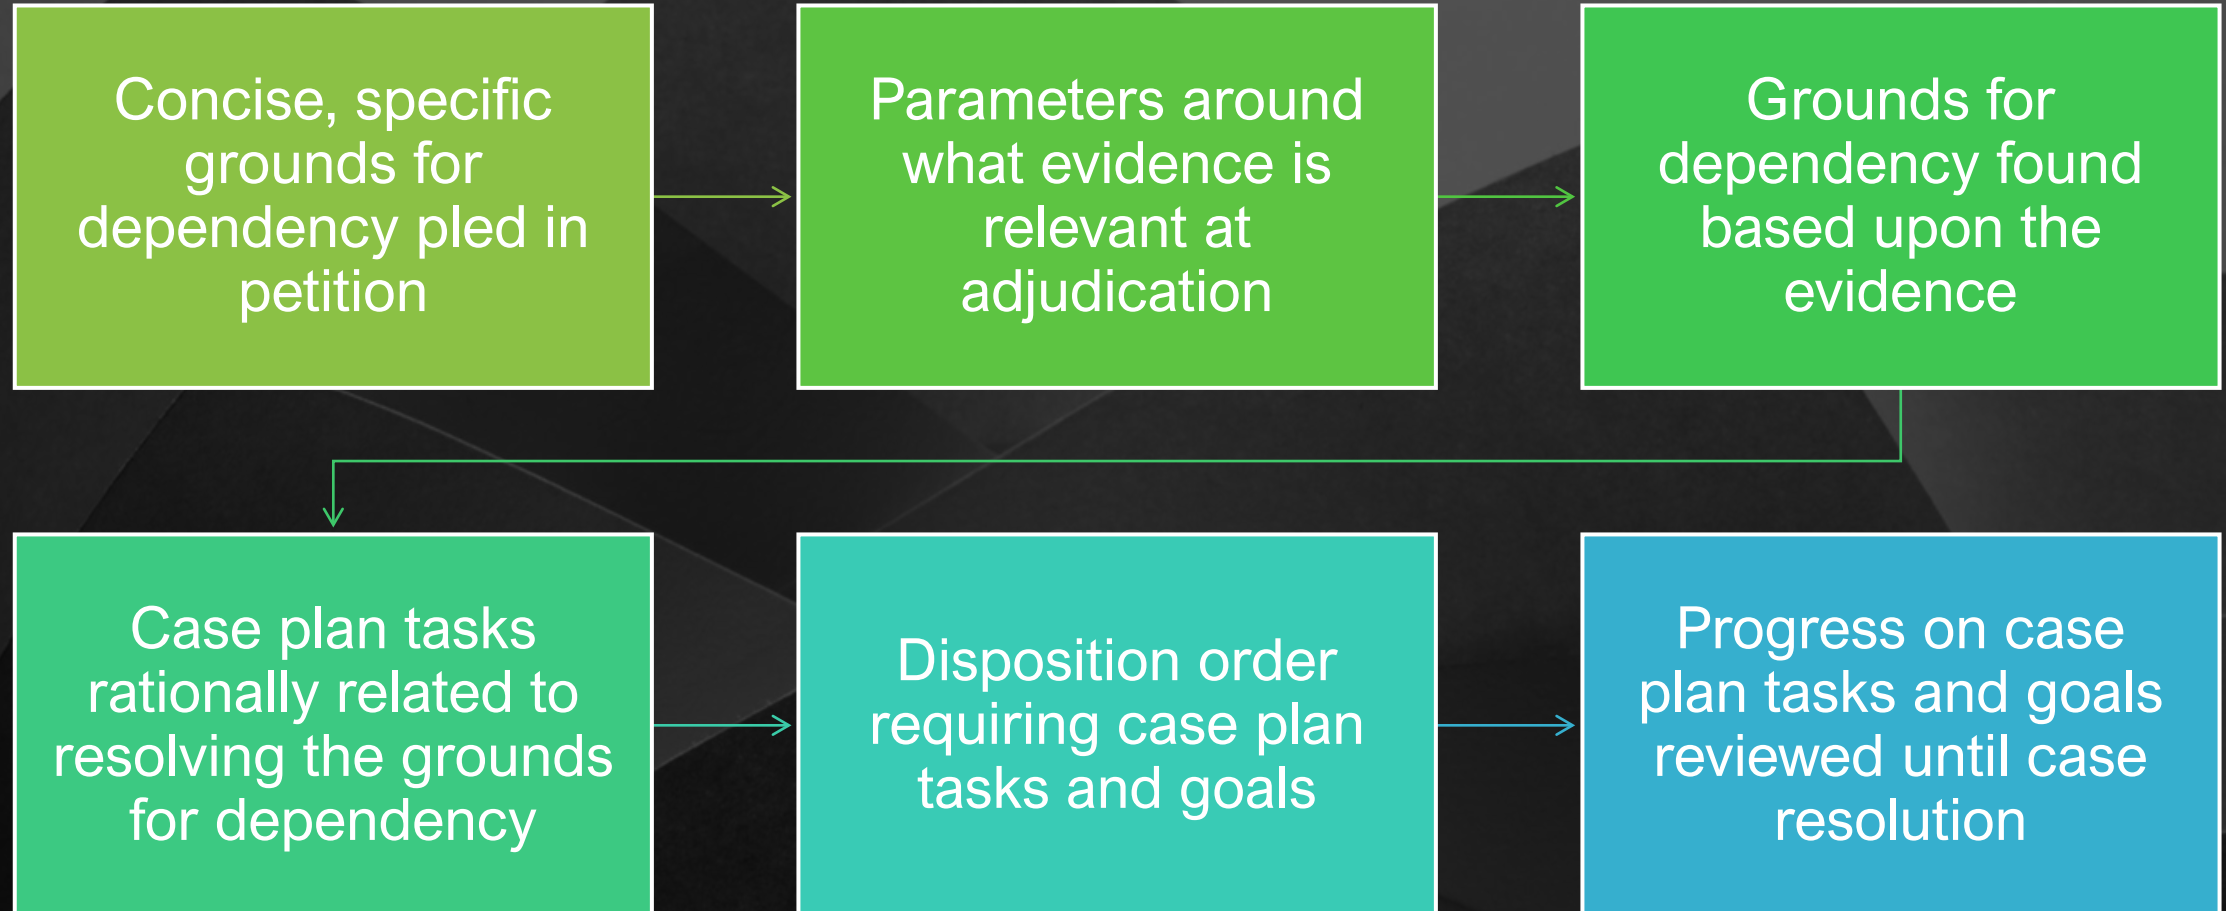 Concise, specific
grounds for
dependency pled in
petition
Parameters around
what evidence is
relevant at
adjudication
Grounds for
dependency found
based upon the
evidence
Case plan tasks
rationally related to
resolving the grounds
for dependency
Disposition order
requiring case plan
tasks and goals
Progress on case
plan tasks and goals
reviewed until case
resolution